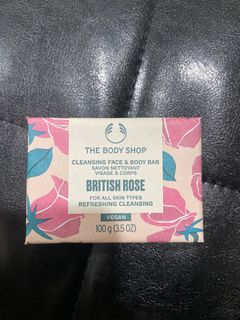 THE BODY SHOP
CLEANSING FACE & BODY BAR
SAVON NETTOYANT
VISAGE & CORPS
BRITISH ROSE
FOR ALL SKIN TYPES
REFRESHING CLEANSING
VEGAN
100 g (3.5 OZ)